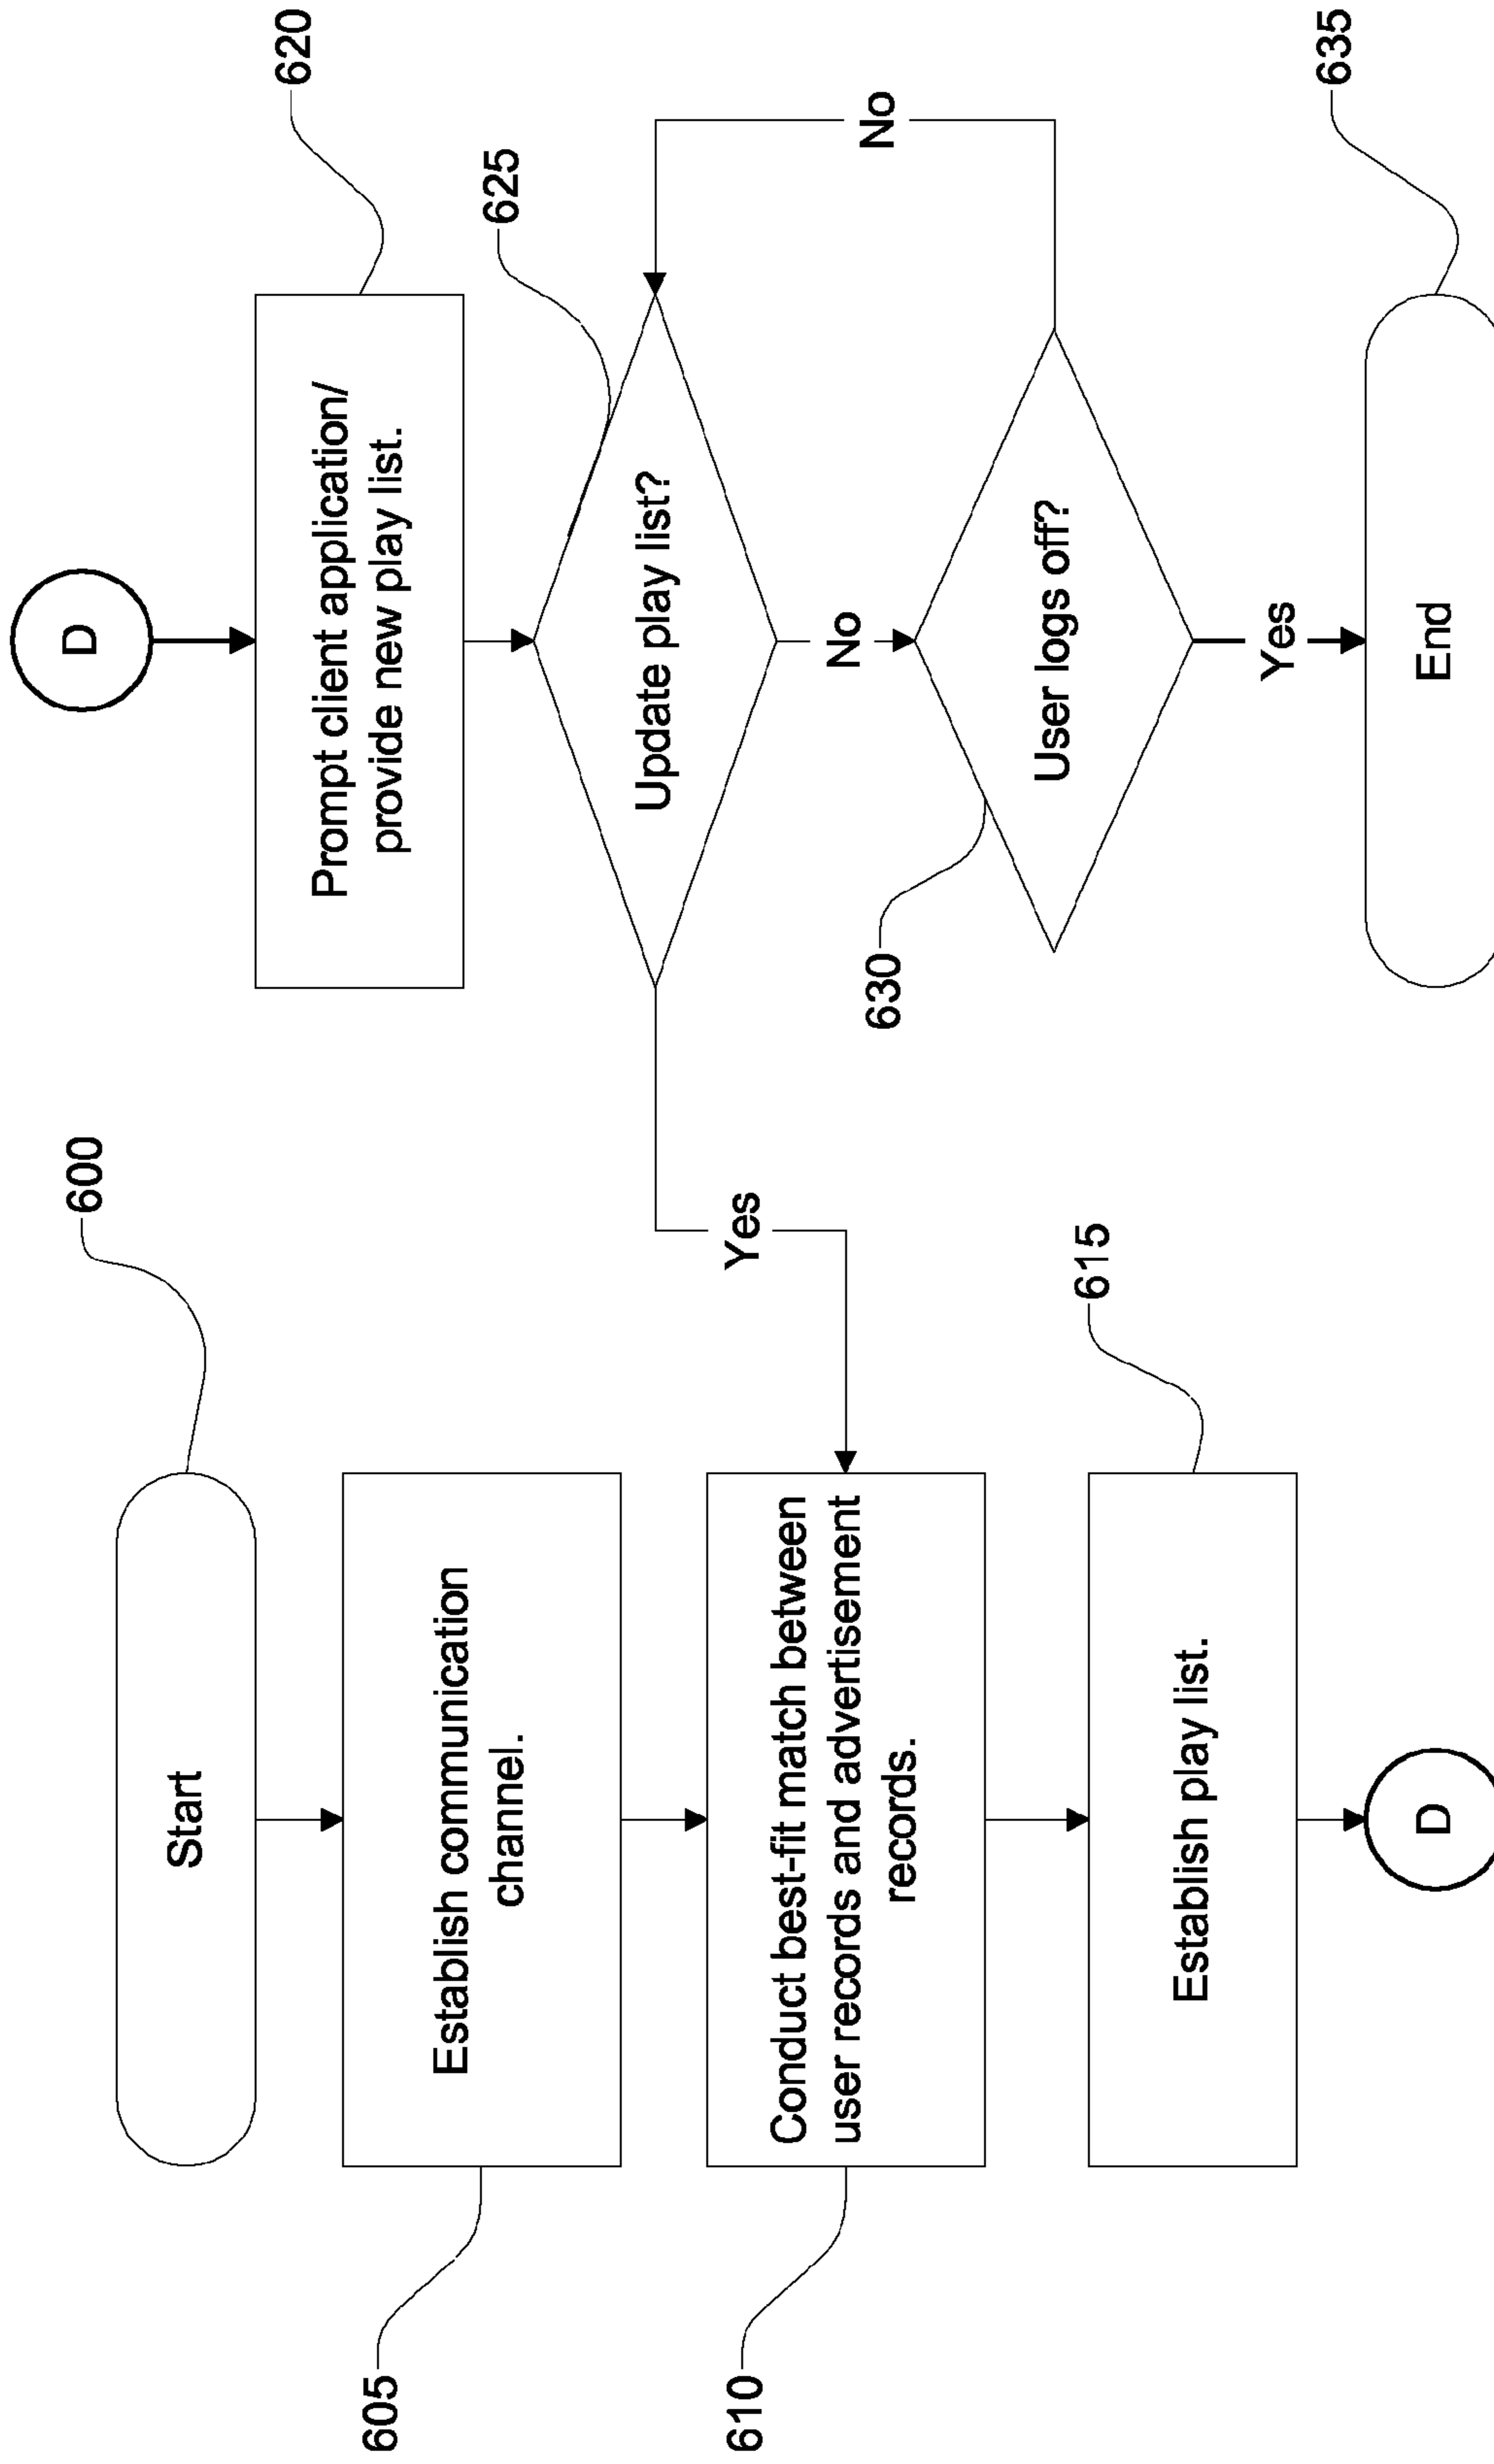 600
Start
605
Establish communication
channel.
610
Conduct best-fit match between
user records and advertisement
records.
615
Establish play list.
D
D
620
Prompt client application/
provide new play list.
625
Update play list?
Yes
No
630
User logs off?
No
Yes
635
End